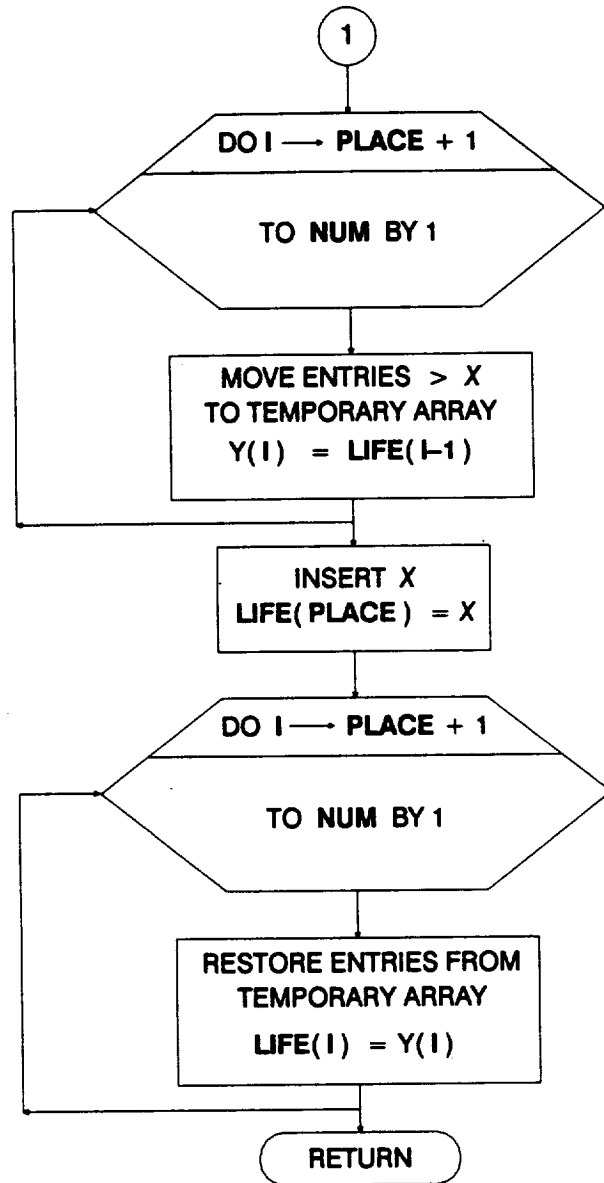 1
DO I → PLACE + 1
TO NUM BY 1
MOVE ENTRIES > X
TO TEMPORARY ARRAY
Y(I) = LIFE(I–1)
INSERT X
LIFE(PLACE) = X
DO I → PLACE + 1
TO NUM BY 1
RESTORE ENTRIES FROM
TEMPORARY ARRAY
LIFE(I) = Y(I)
RETURN